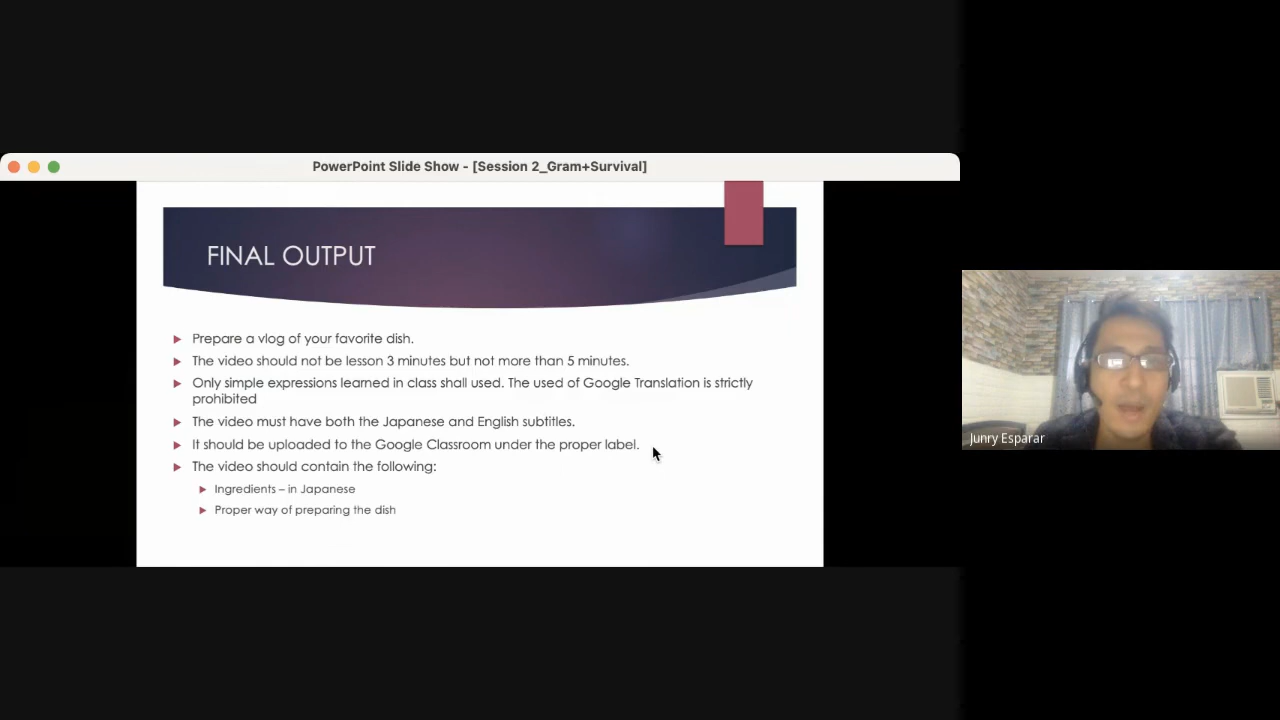 PowerPoint Slide Show - [Session 2_Gram+Survival]
FINAL OUTPUT
Prepare a vlog of your favorite dish.
The video should not be lesson 3 minutes but not more than 5 minutes.
Only simple expressions learned in class shall used. The used of Google Translation is strictly
prohibited
The video must have both the Japanese and English subtitles.
It should be uploaded to the Google Classroom under the proper label.
The video should contain the following:
Ingredients – in Japanese
Proper way of preparing the dish
Junry Esparar